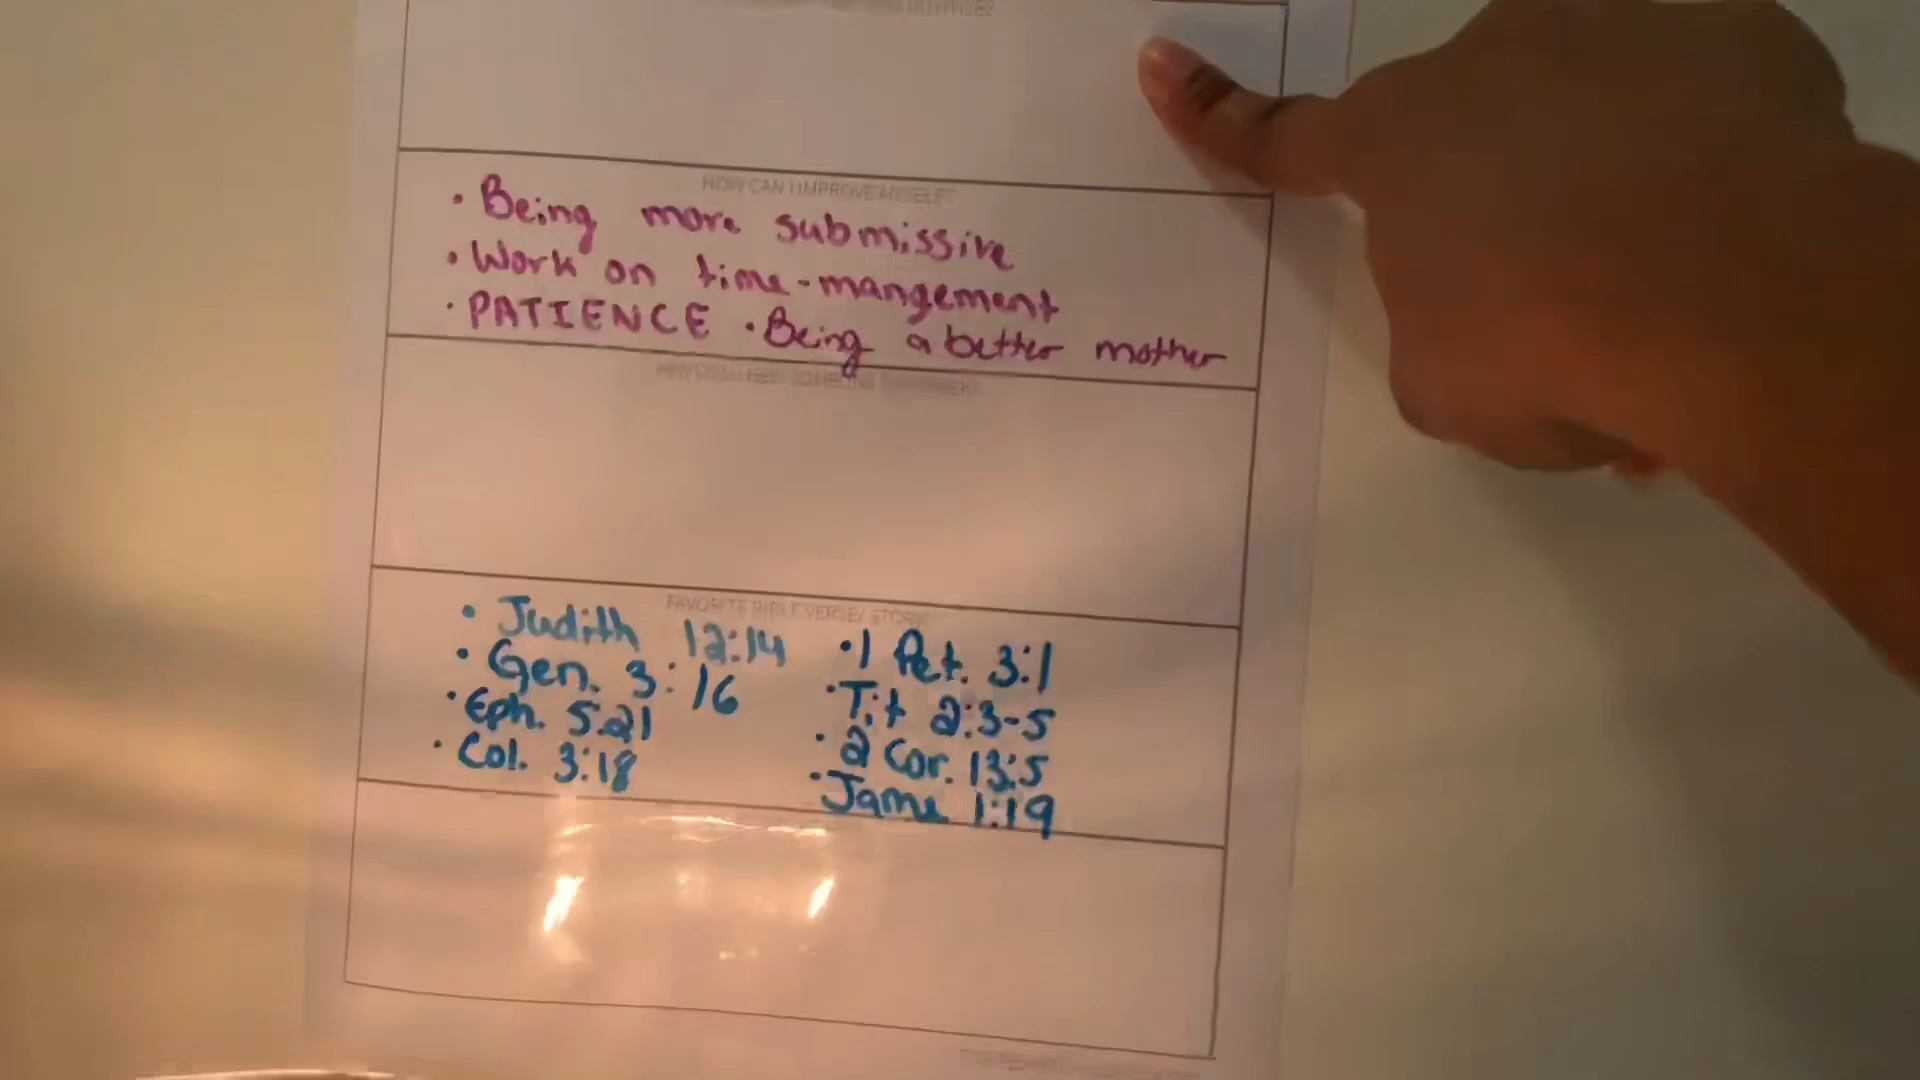 HOW CAN I IMPROVE MYSELF?
• Being more submissive
• Work on time-mangement
• PATIENCE • Being a better mother
FAVORITE BIBLE VERSE/ STORY
• Judith 12:14
• Gen. 3:16
• Eph. 5:21
• Col. 3:18
• 1 Pet. 3:1
• Tit 2:3-5
• 2 Cor. 13:5
• Jame 1:19